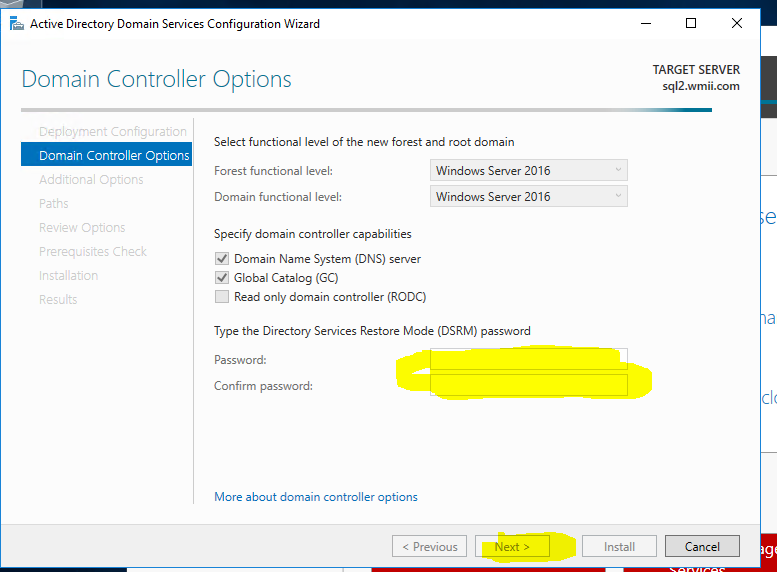 Active Directory Domain Services Configuration Wizard
Domain Controller Options
TARGET SERVER
sql2.wmii.com
Deployment Configuration
Domain Controller Options
Additional Options
Paths
Review Options
Prerequisites Check
Installation
Results
Select functional level of the new forest and root domain
Forest functional level: Windows Server 2016
Domain functional level: Windows Server 2016
Specify domain controller capabilities
Domain Name System (DNS) server
Global Catalog (GC)
Read only domain controller (RODC)
Type the Directory Services Restore Mode (DSRM) password
Password:
Confirm password:
More about domain controller options
< Previous Next > Install Cancel
Services